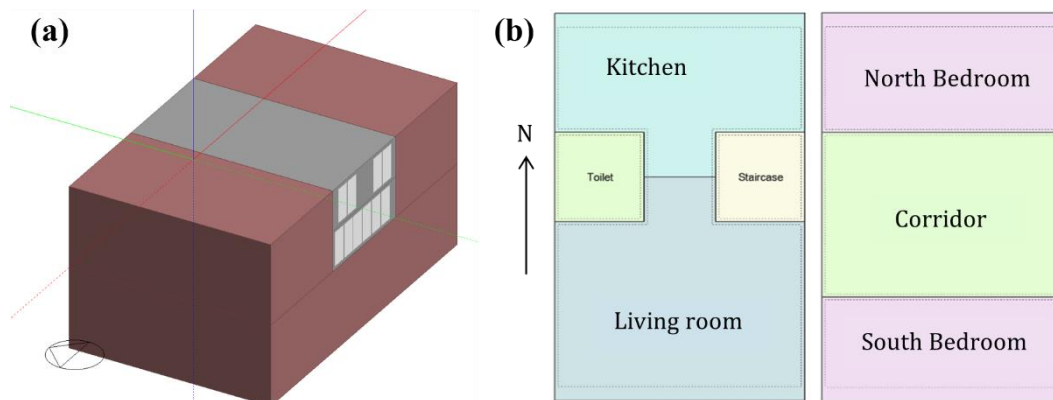 (a)
(b)
Kitchen
North Bedroom
N
Toilet
Staircase
Corridor
Living room
South Bedroom